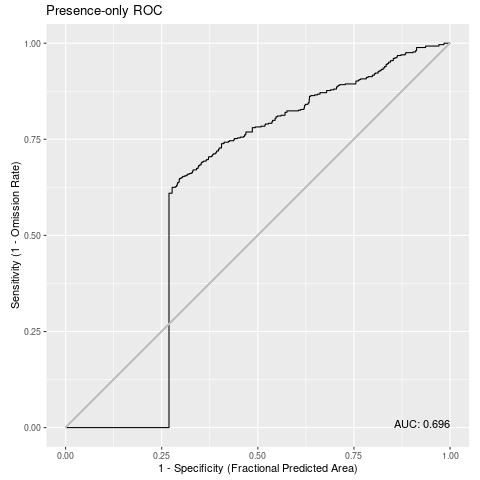 Presence-only ROC
Sensitivity (1 - Omission Rate)
1.00
0.75
0.50
0.25
0.00
AUC: 0.696
0.00
0.25
0.50
0.75
1.00
1 - Specificity (Fractional Predicted Area)